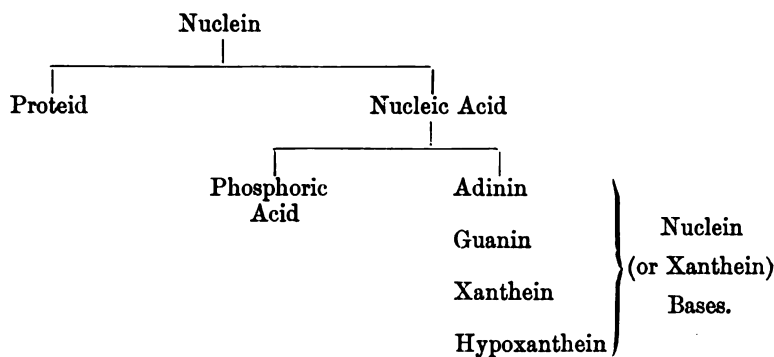 Nuclein
Proteid
Nucleic Acid
Phosphoric
Acid
Adinin
Guanin
Xanthein
Hypoxanthein
Nuclein
(or Xanthein)
Bases.